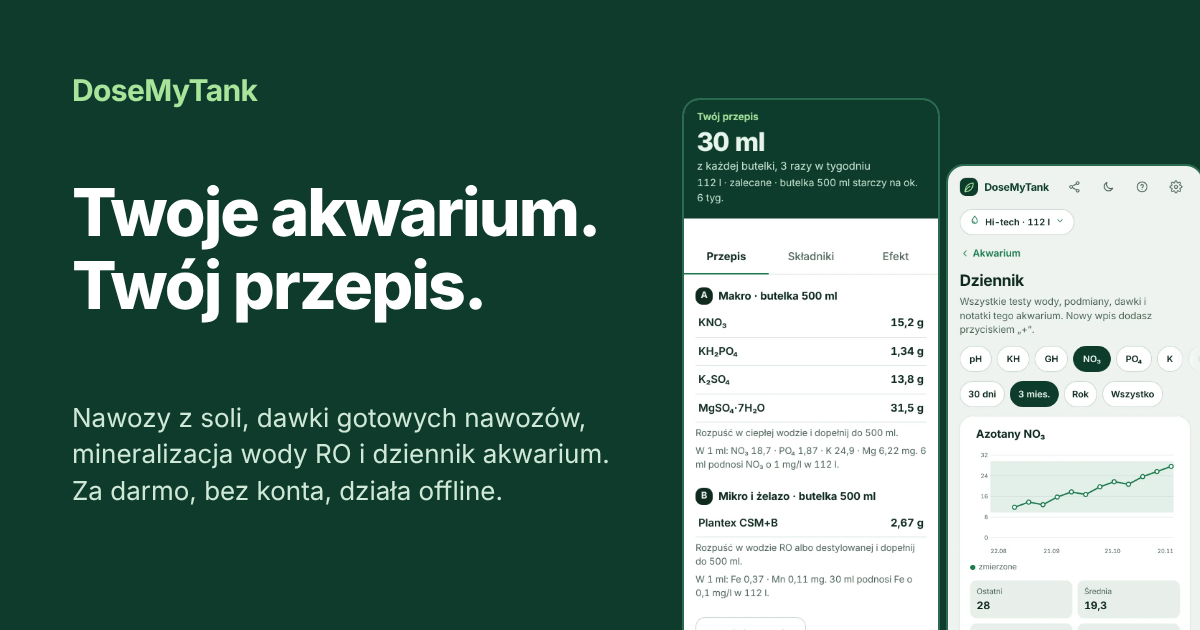 DoseMyTank
Twoje akwarium.
Twój przepis.
Nawozy z soli, dawki gotowych nawozów,
mineralizacja wody RO i dziennik akwarium.
Za darmo, bez konta, działa offline.
Twój przepis
30 ml
z każdej butelki, 3 razy w tygodniu
112 l · zalecane · butelka 500 ml starczy na ok.
6 tyg.
Przepis Składniki Efekt
A Makro · butelka 500 ml
KNO₃ 15,2 g
KH₂PO₄ 1,34 g
K₂SO₄ 13,8 g
MgSO₄·7H₂O 31,5 g
Rozpuść w ciepłej wodzie i dopełnij do 500 ml.
W 1 ml: NO₃ 18,7 · PO₄ 1,87 · K 24,9 · Mg 6,22 mg. 6
ml podnosi NO₃ o 1 mg/l w 112 l.
B Mikro i żelazo · butelka 500 ml
Plantex CSM+B 2,67 g
Rozpuść w wodzie RO albo destylowanej i dopełnij
do 500 ml.
W 1 ml: Fe 0,37 · Mn 0,11 mg. 30 ml podnosi Fe o
0,1 mg/l w 112 l.
DoseMyTank
Hi-tech · 112 l
Akwarium
Dziennik
Wszystkie testy wody, podmiany, dawki i
notatki tego akwarium. Nowy wpis dodasz
przyciskiem „+”.
pH KH GH NO₃ PO₄ K
30 dni 3 mies. Rok Wszystko
Azotany NO₃
32
24
16
8
0
22.08 21.09 21.10 20.11
zmierzone
Ostatni Średnia
28 19,3